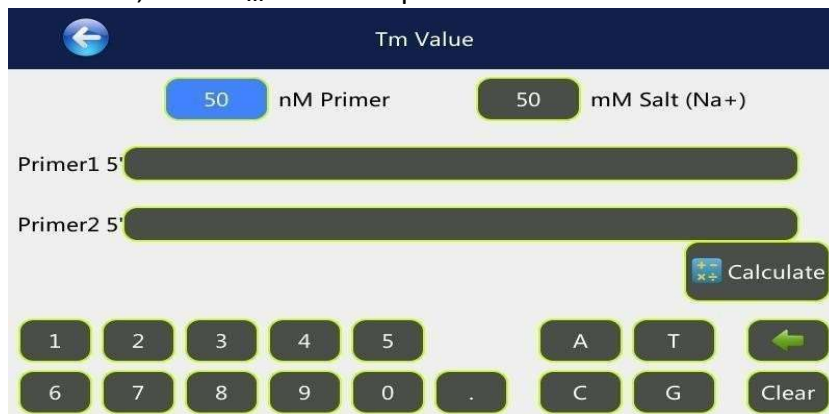 Tm Value
50 nM Primer 50 mM Salt (Na+)
Primer1 5'
Primer2 5'
Calculate
1 2 3 4 5 A T
6 7 8 9 0 . C G Clear